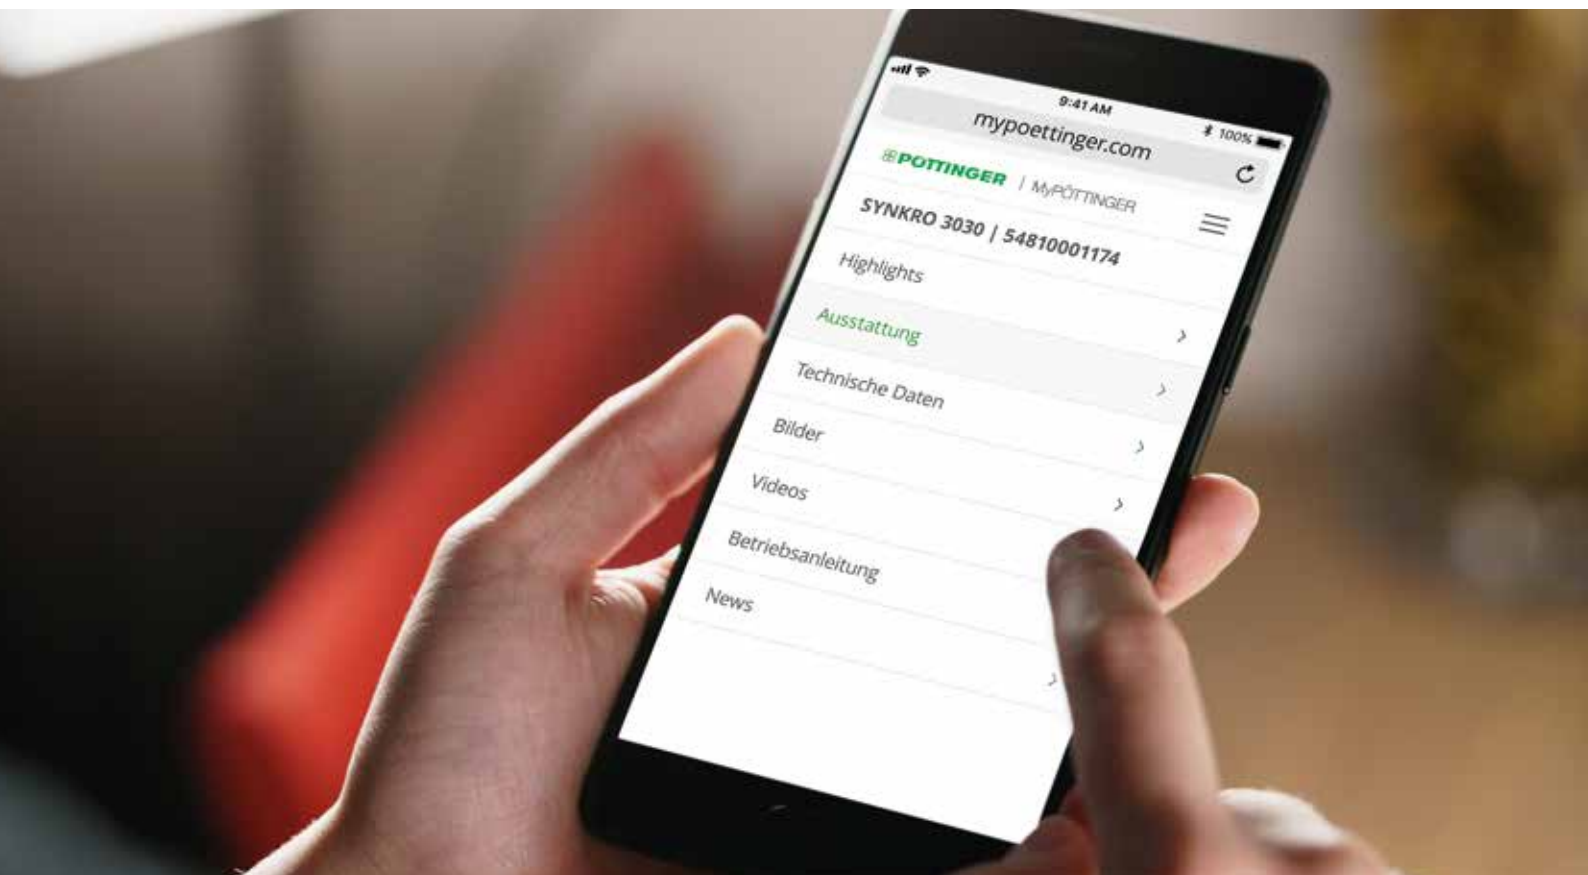 9:41 AM
100%
mypoettinger.com
PÖTTINGER | MyPÖTTINGER
SYNKRO 3030 | 54810001174
Highlights
Ausstattung
Technische Daten
Bilder
Videos
Betriebsanleitung
News